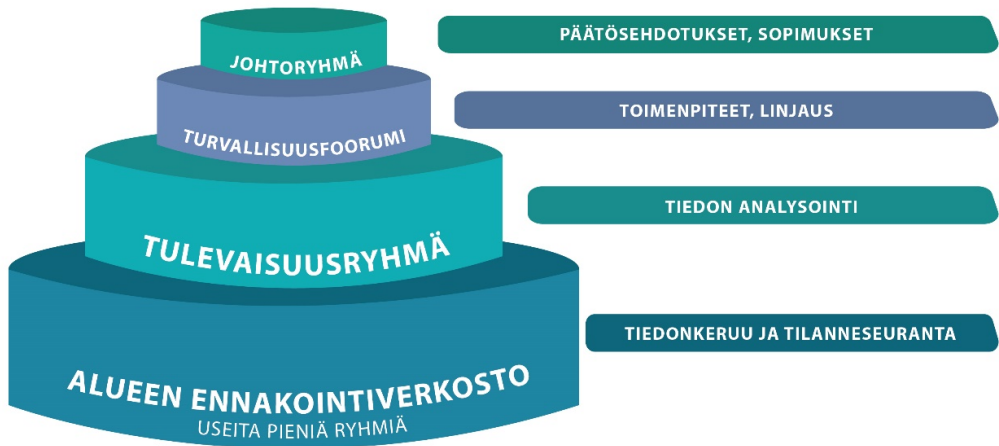 JOHTORYHMÄ
PÄÄTÖSEHDOTUKSET, SOPIMUKSET
TURVALLISUUSFOORUMI
TOIMENPITEET, LINJAUS
TULEVAISUUSRYHMÄ
TIEDON ANALYSOINTI
ALUEEN ENNAKOINTIVERKOSTO
USEITA PIENIÄ RYHMIÄ
TIEDONKERUU JA TILANNESEURANTA